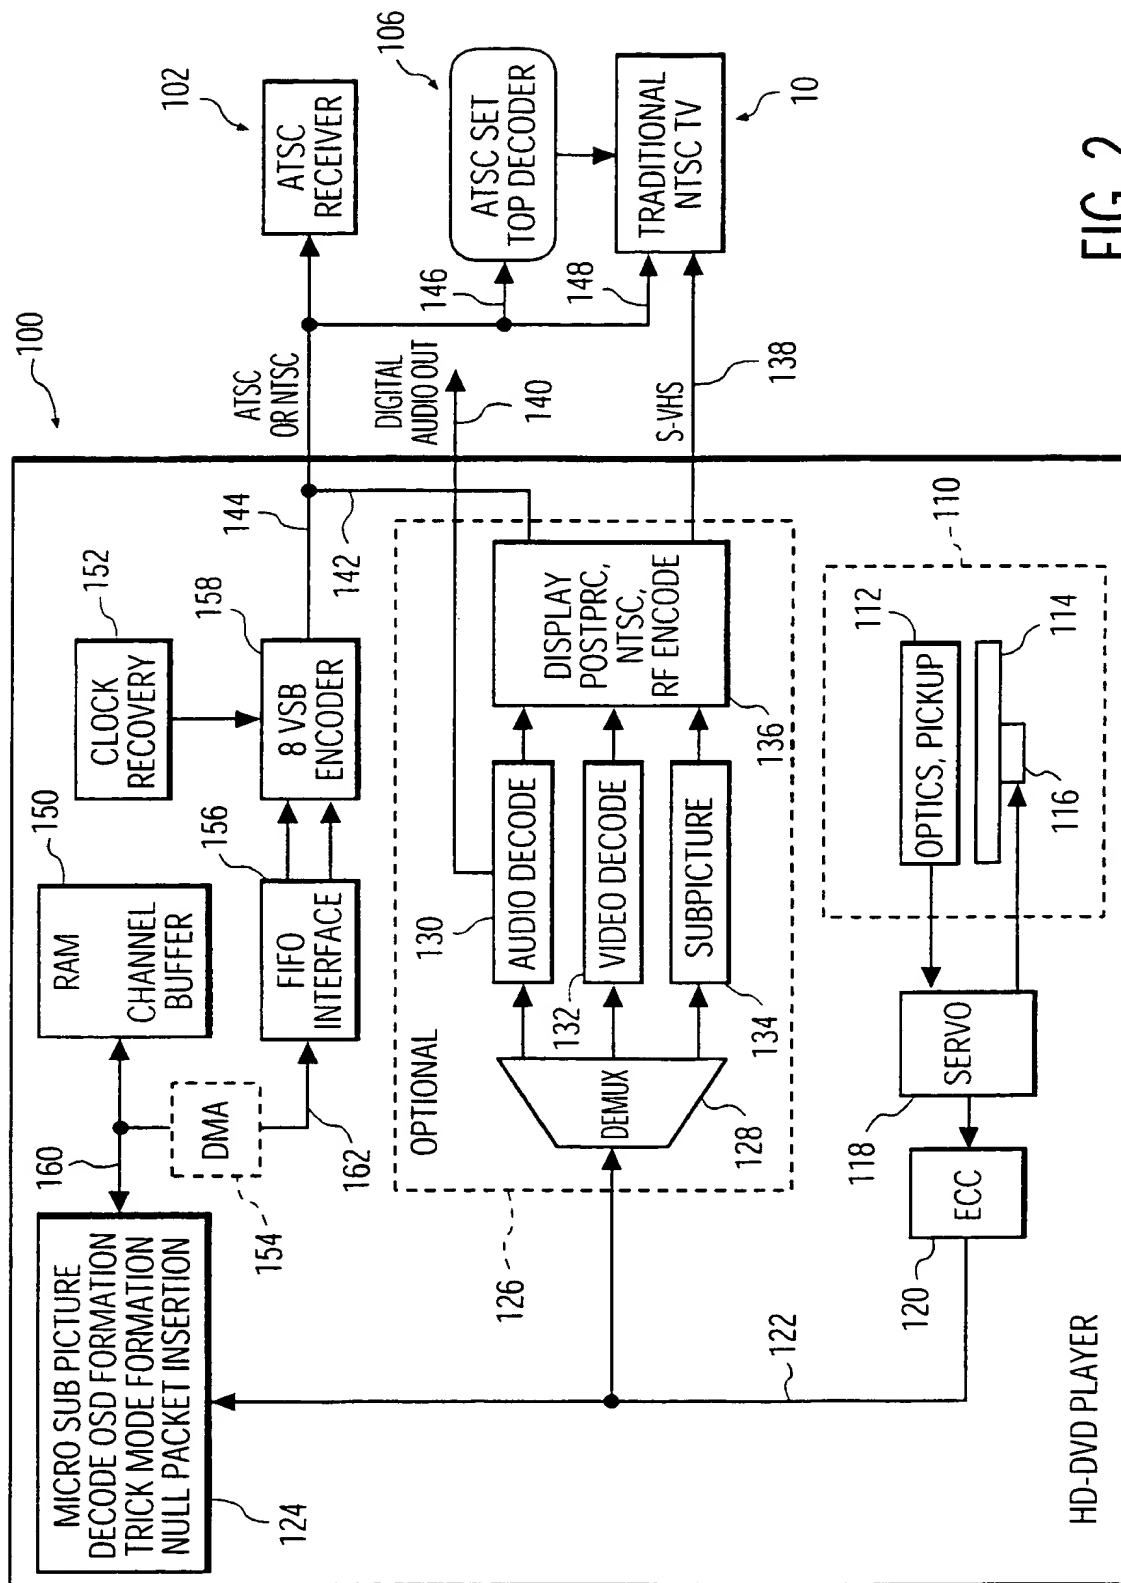 100
MICRO SUB PICTURE
DECODE OSD FORMATION
TRICK MODE FORMATION
NULL PACKET INSERTION
124
160
DMA
154
162
RAM
CHANNEL
BUFFER
150
FIFO
INTERFACE
156
CLOCK
RECOVERY
152
8 VSB
ENCODER
158
144
142
ATSC
OR NTSC
ATSC
RECEIVER
102
DIGITAL
AUDIO OUT
140
146
ATSC SET
TOP DECODER
106
148
TRADITIONAL
NTSC TV
10
S-VHS
138
OPTIONAL
126
DEMUX
128
AUDIO DECODE
130
VIDEO DECODE
132
SUBPICTURE
134
DISPLAY
POSTPRC,
NTSC,
RF ENCODE
136
122
ECC
120
SERVO
118
OPTICS, PICKUP
112
114
116
110
HD-DVD PLAYER
FIG. 2